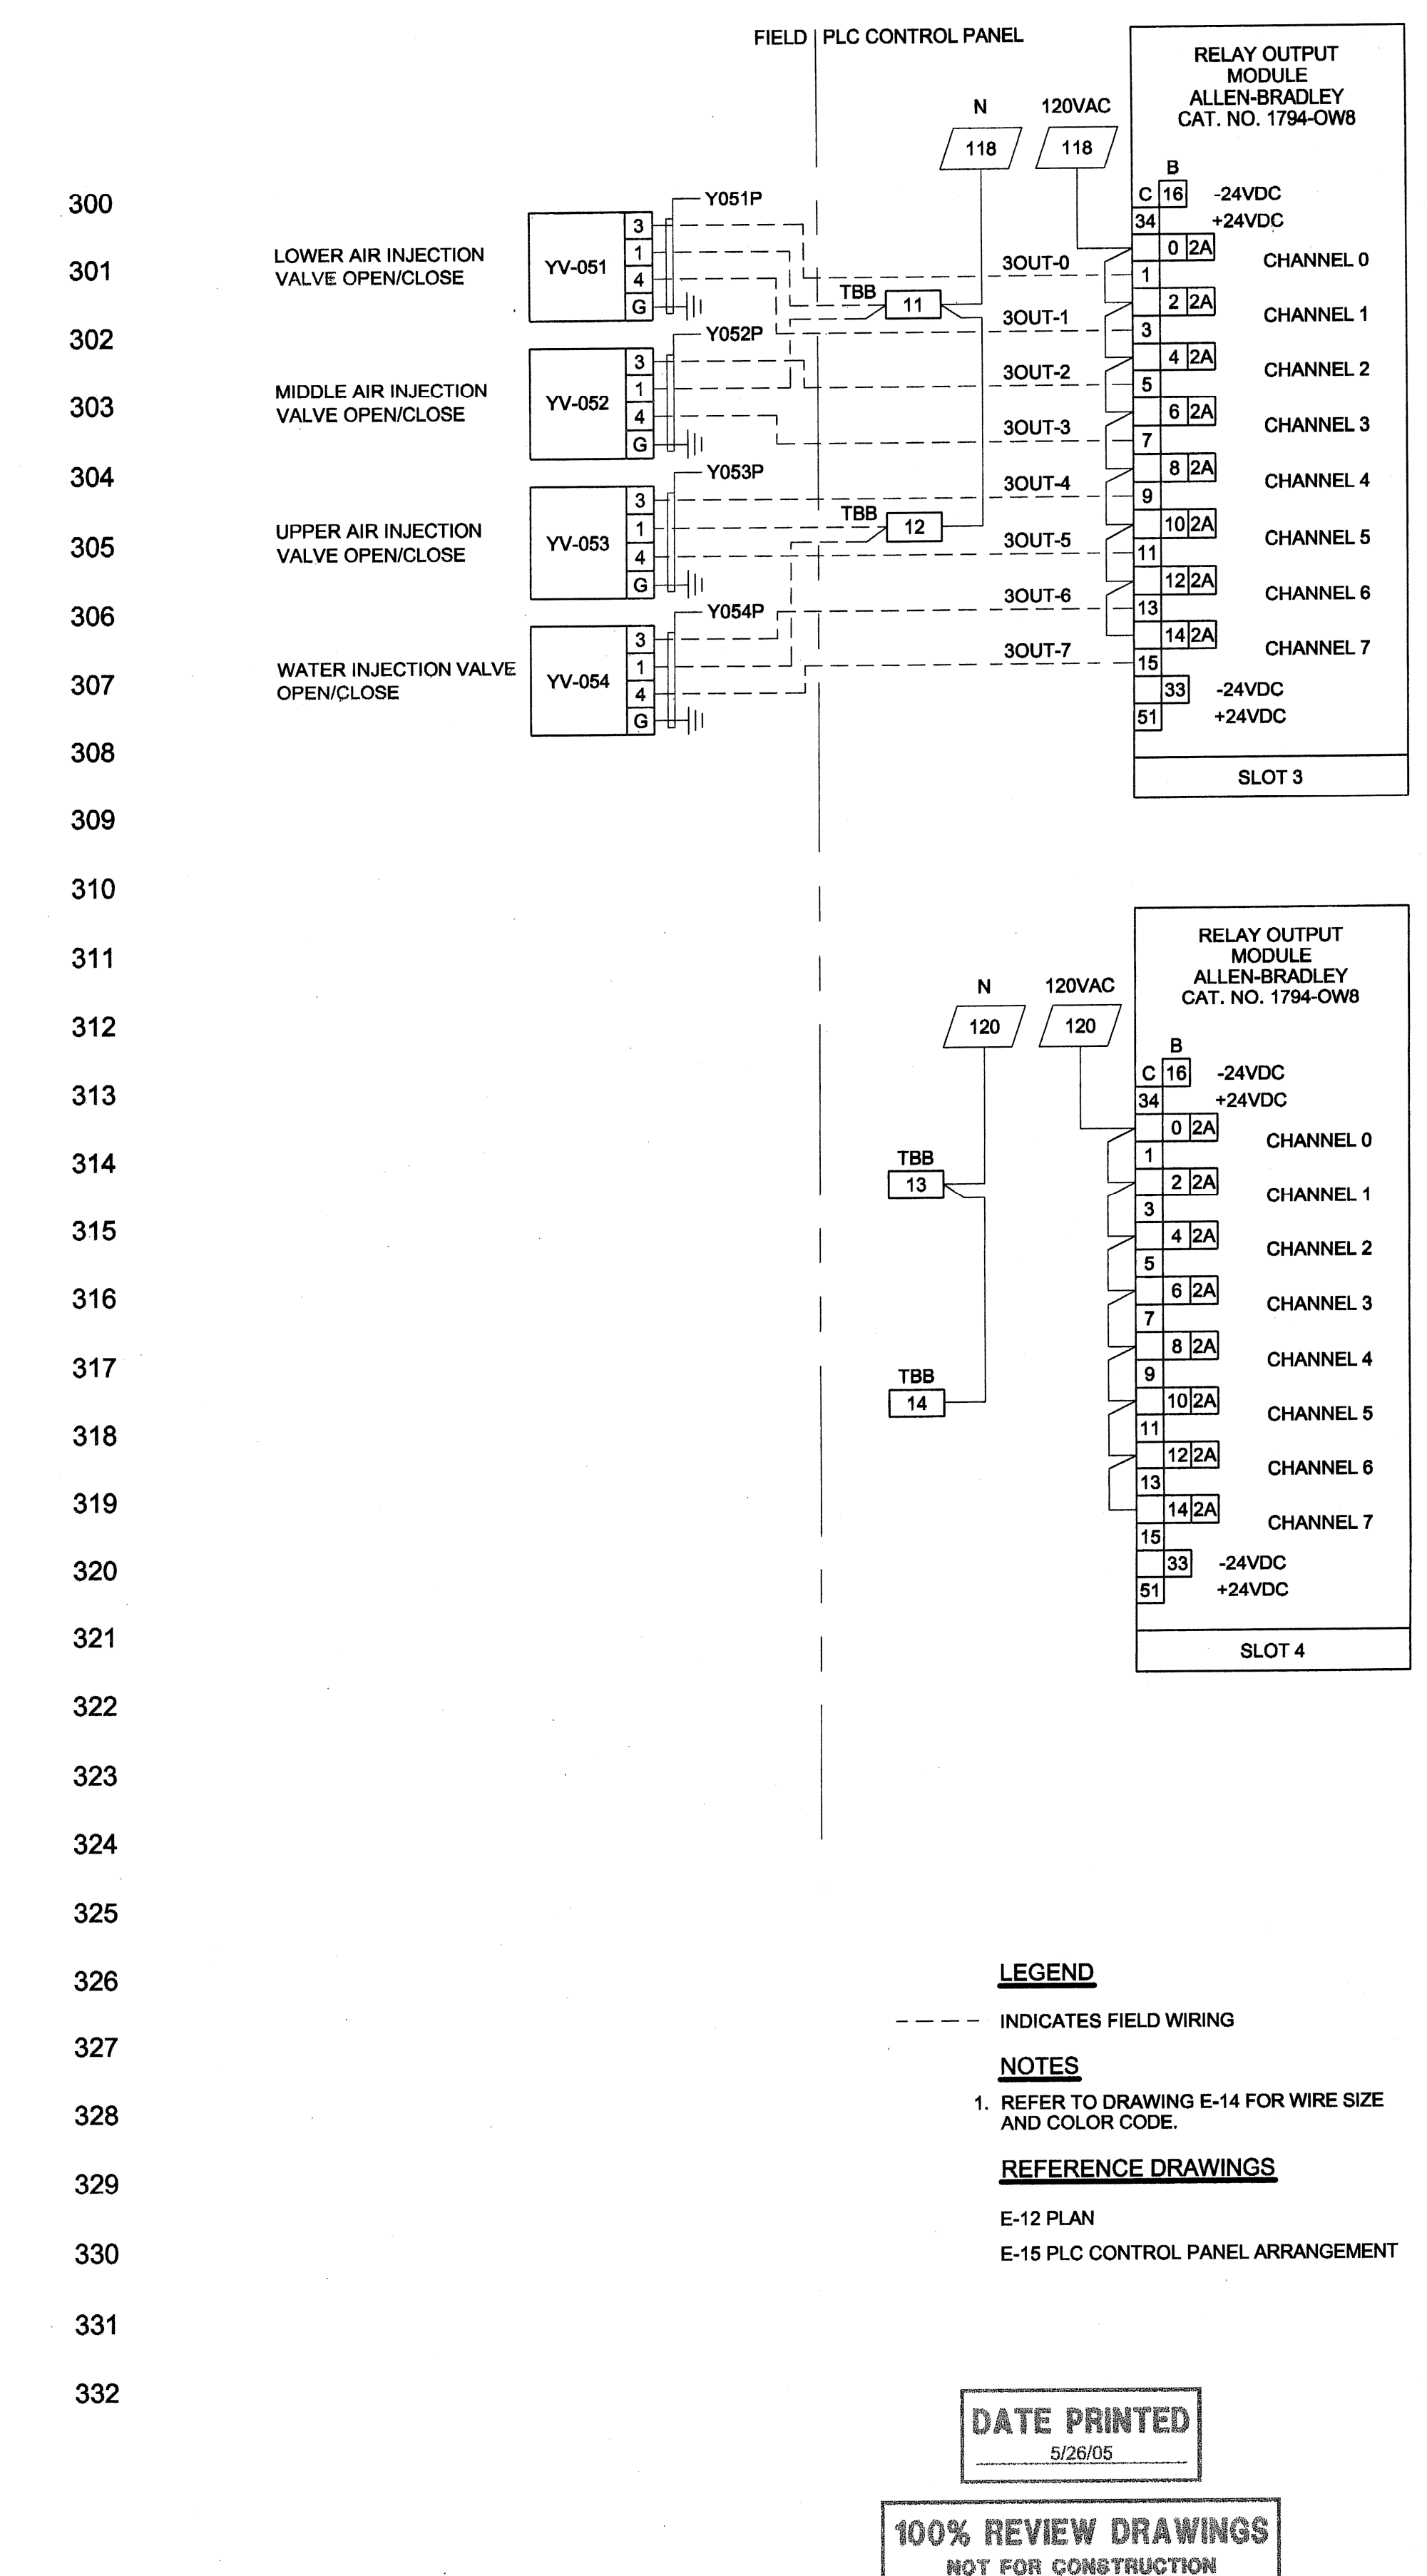 FIELD | PLC CONTROL PANEL
RELAY OUTPUT
MODULE
ALLEN-BRADLEY
CAT. NO. 1794-OW8
N 120VAC
118 118
B
300
Y051P
C 16 -24VDC
34 +24VDC
3
0 2A
LOWER AIR INJECTION
VALVE OPEN/CLOSE
301
YV-051
1
3OUT-0
CHANNEL 0
4
1
TBB
G
11
2 2A
3OUT-1
CHANNEL 1
302
Y052P
3
3
4 2A
3OUT-2
CHANNEL 2
MIDDLE AIR INJECTION
VALVE OPEN/CLOSE
303
YV-052
1
5
4
6 2A
3OUT-3
CHANNEL 3
G
7
304
Y053P
8 2A
3OUT-4
CHANNEL 4
3
9
UPPER AIR INJECTION
VALVE OPEN/CLOSE
305
YV-053
1
TBB
12
10 2A
3OUT-5
CHANNEL 5
4
11
G
12 2A
3OUT-6
CHANNEL 6
306
Y054P
13
3
14 2A
3OUT-7
CHANNEL 7
WATER INJECTION VALVE
OPEN/CLOSE
307
YV-054
1
15
4
33 -24VDC
G
51 +24VDC
308
SLOT 3
309
310
RELAY OUTPUT
MODULE
ALLEN-BRADLEY
CAT. NO. 1794-OW8
311
N 120VAC
312
120 120
B
C 16 -24VDC
313
34 +24VDC
0 2A
CHANNEL 0
314
TBB
13
1
2 2A
CHANNEL 1
3
315
4 2A
CHANNEL 2
5
316
6 2A
CHANNEL 3
7
8 2A
CHANNEL 4
317
TBB
14
9
10 2A
CHANNEL 5
318
11
12 2A
CHANNEL 6
13
319
14 2A
CHANNEL 7
15
320
33 -24VDC
51 +24VDC
321
SLOT 4
322
323
324
325
326
LEGEND
INDICATES FIELD WIRING
327
NOTES
328
1. REFER TO DRAWING E-14 FOR WIRE SIZE
AND COLOR CODE.
329
REFERENCE DRAWINGS
E-12 PLAN
330
E-15 PLC CONTROL PANEL ARRANGEMENT
331
332
DATE PRINTED
5/26/05
100% REVIEW DRAWINGS
NOT FOR CONSTRUCTION